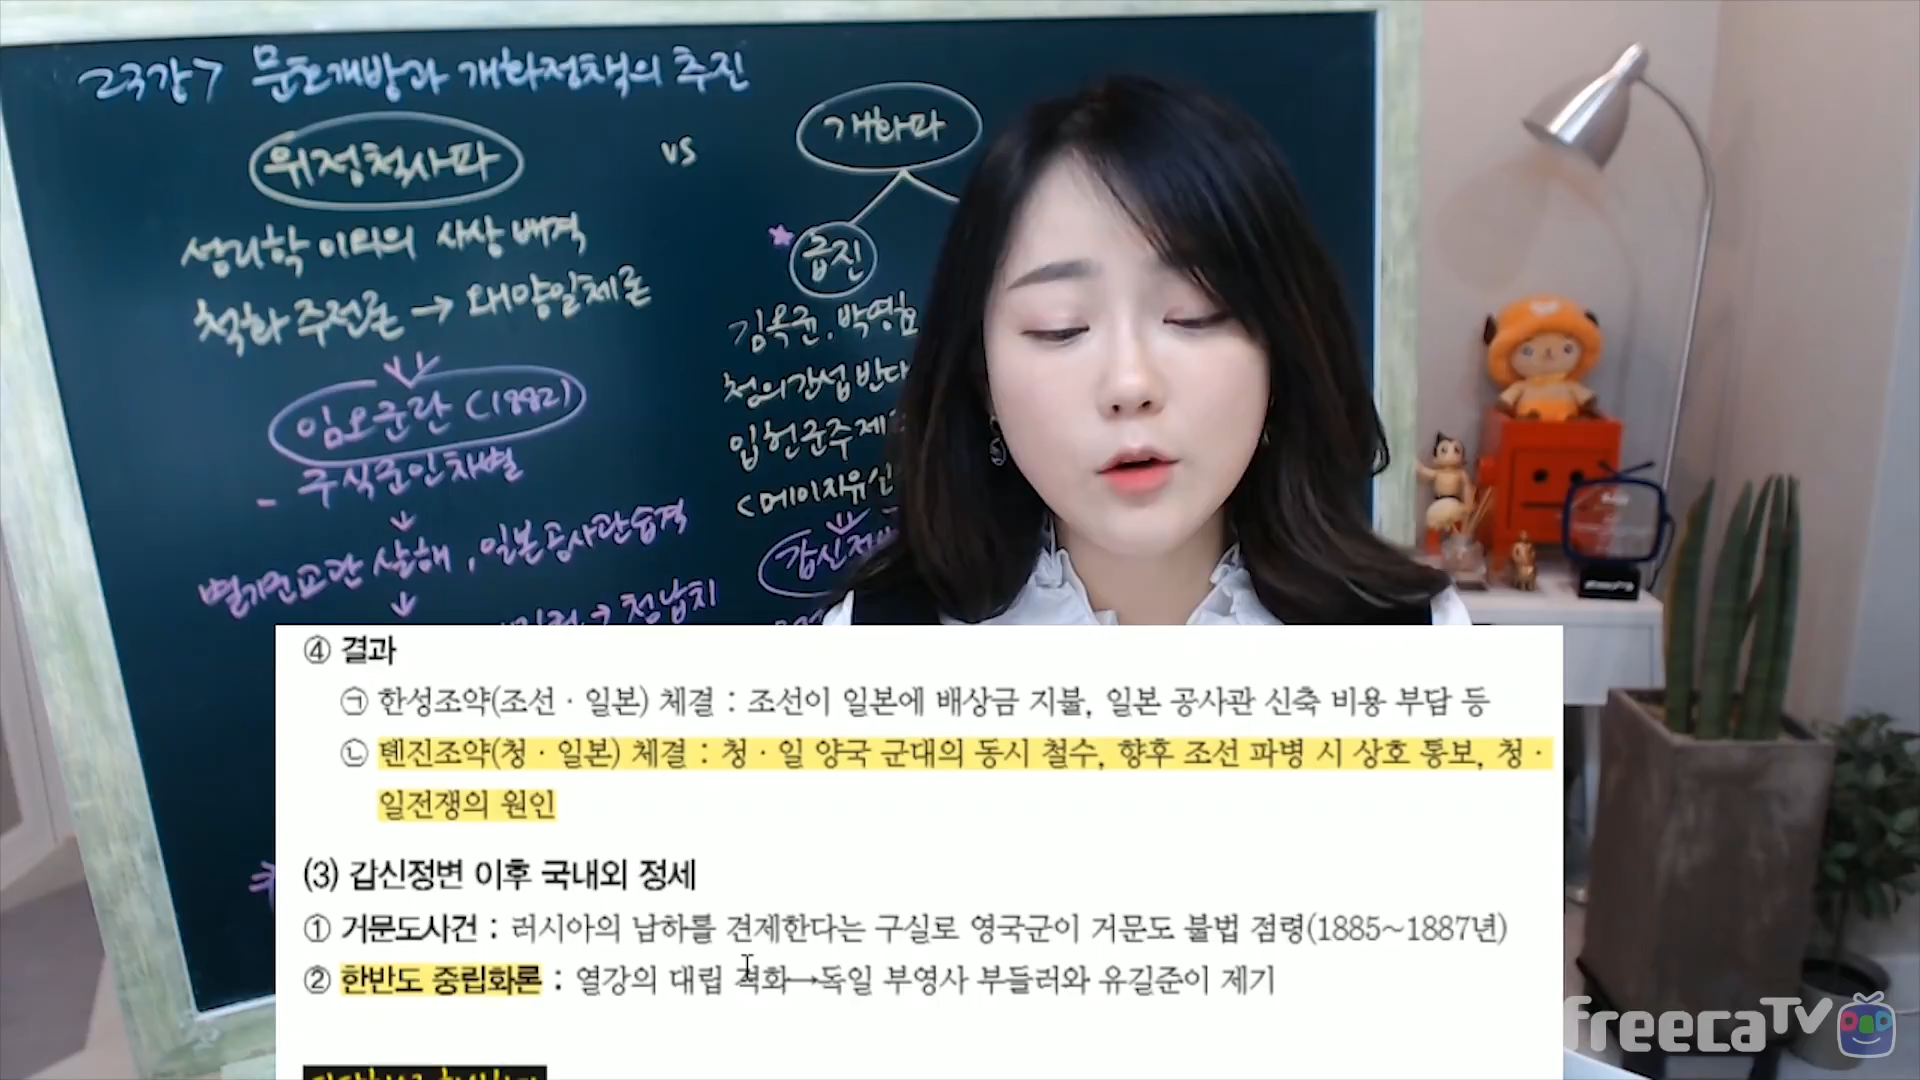 고급강7 문호개방과 개화정책의 추진
위정척사파
vs
개화파
성리학 이외의 사상 배격
척화주전론 → 왜양일체론
임오군란 (1882)
- 구식군인차별
별기군교관 살해, 일본공사관습격
→ 청납치
급진
김옥균, 박영효
청의간섭 반대
입헌군주제
<메이지유신
갑신정변
④ 결과
㉠ 한성조약(조선 · 일본) 체결 : 조선이 일본에 배상금 지불, 일본 공사관 신축 비용 부담 등
㉡ 톈진조약(청 · 일본) 체결 : 청 · 일 양국 군대의 동시 철수, 향후 조선 파병 시 상호 통보, 청 ·
일전쟁의 원인
(3) 갑신정변 이후 국내외 정세
① 거문도사건 : 러시아의 남하를 견제한다는 구실로 영국군이 거문도 불법 점령(1885~1887년)
② 한반도 중립화론 : 열강의 대립 격화→독일 부영사 부들러와 유길준이 제기
freecaTV